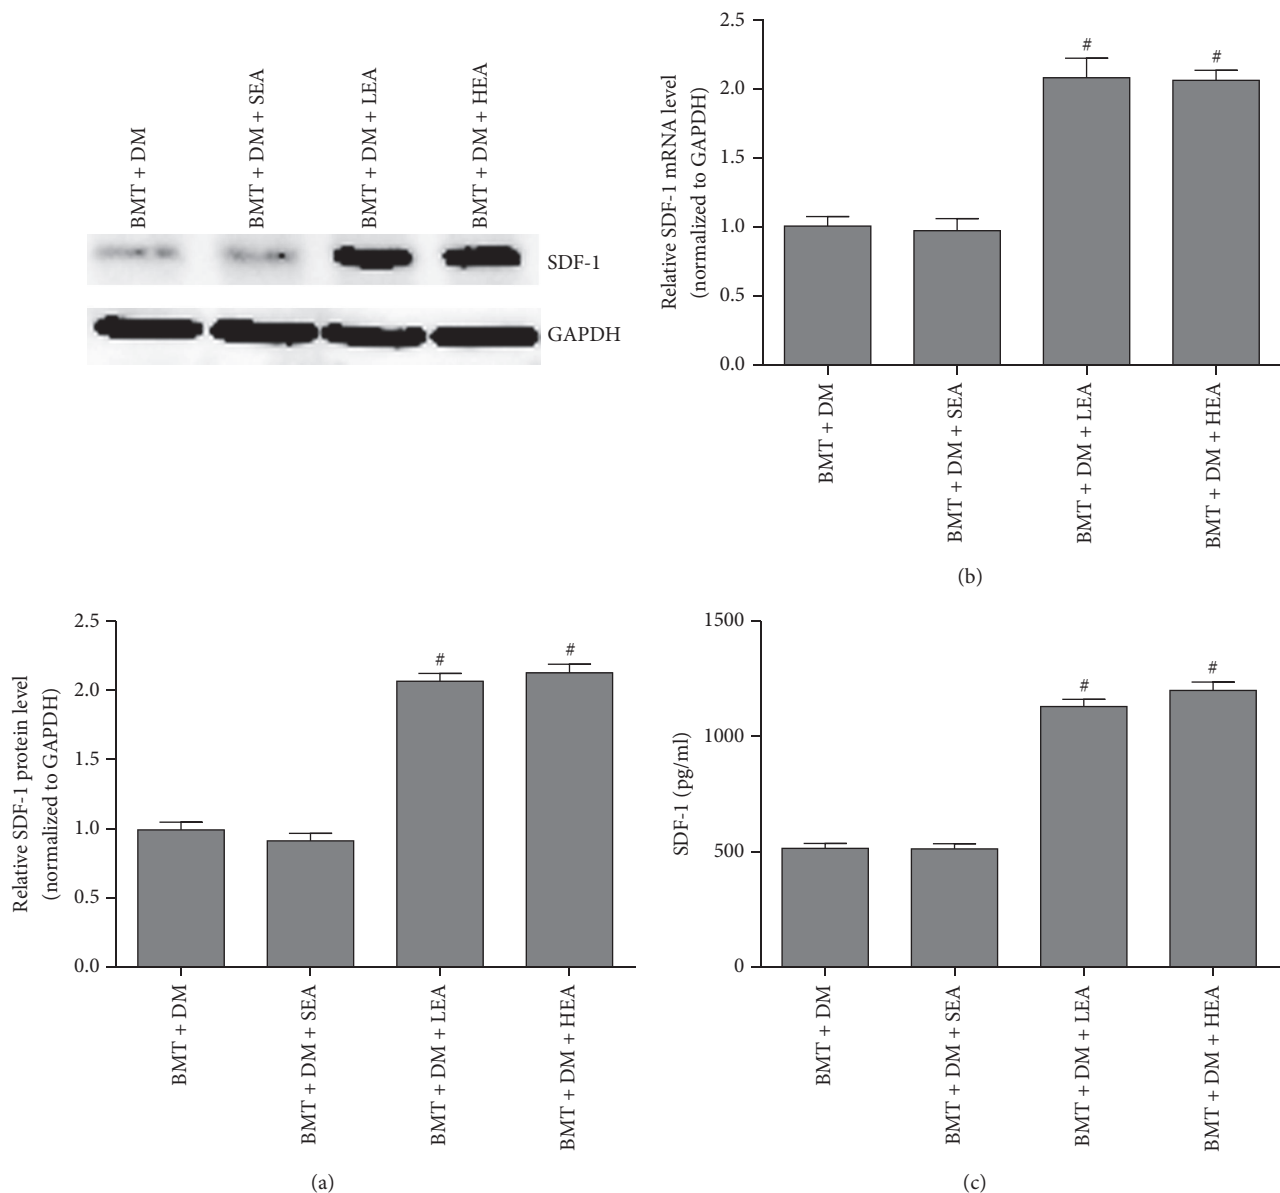 BMT + DM
BMT + DM + SEA
BMT + DM + LEA
BMT + DM + HEA
SDF-1
GAPDH
Relative SDF-1 mRNA level
(normalized to GAPDH)
2.5
2.0
1.5
1.0
0.5
0.0
#
#
BMT + DM
BMT + DM + SEA
BMT + DM + LEA
BMT + DM + HEA
(b)
Relative SDF-1 protein level
(normalized to GAPDH)
2.5
2.0
1.5
1.0
0.5
0.0
#
#
BMT + DM
BMT + DM + SEA
BMT + DM + LEA
BMT + DM + HEA
(a)
SDF-1 (pg/ml)
1500
1000
500
0
#
#
BMT + DM
BMT + DM + SEA
BMT + DM + LEA
BMT + DM + HEA
(c)